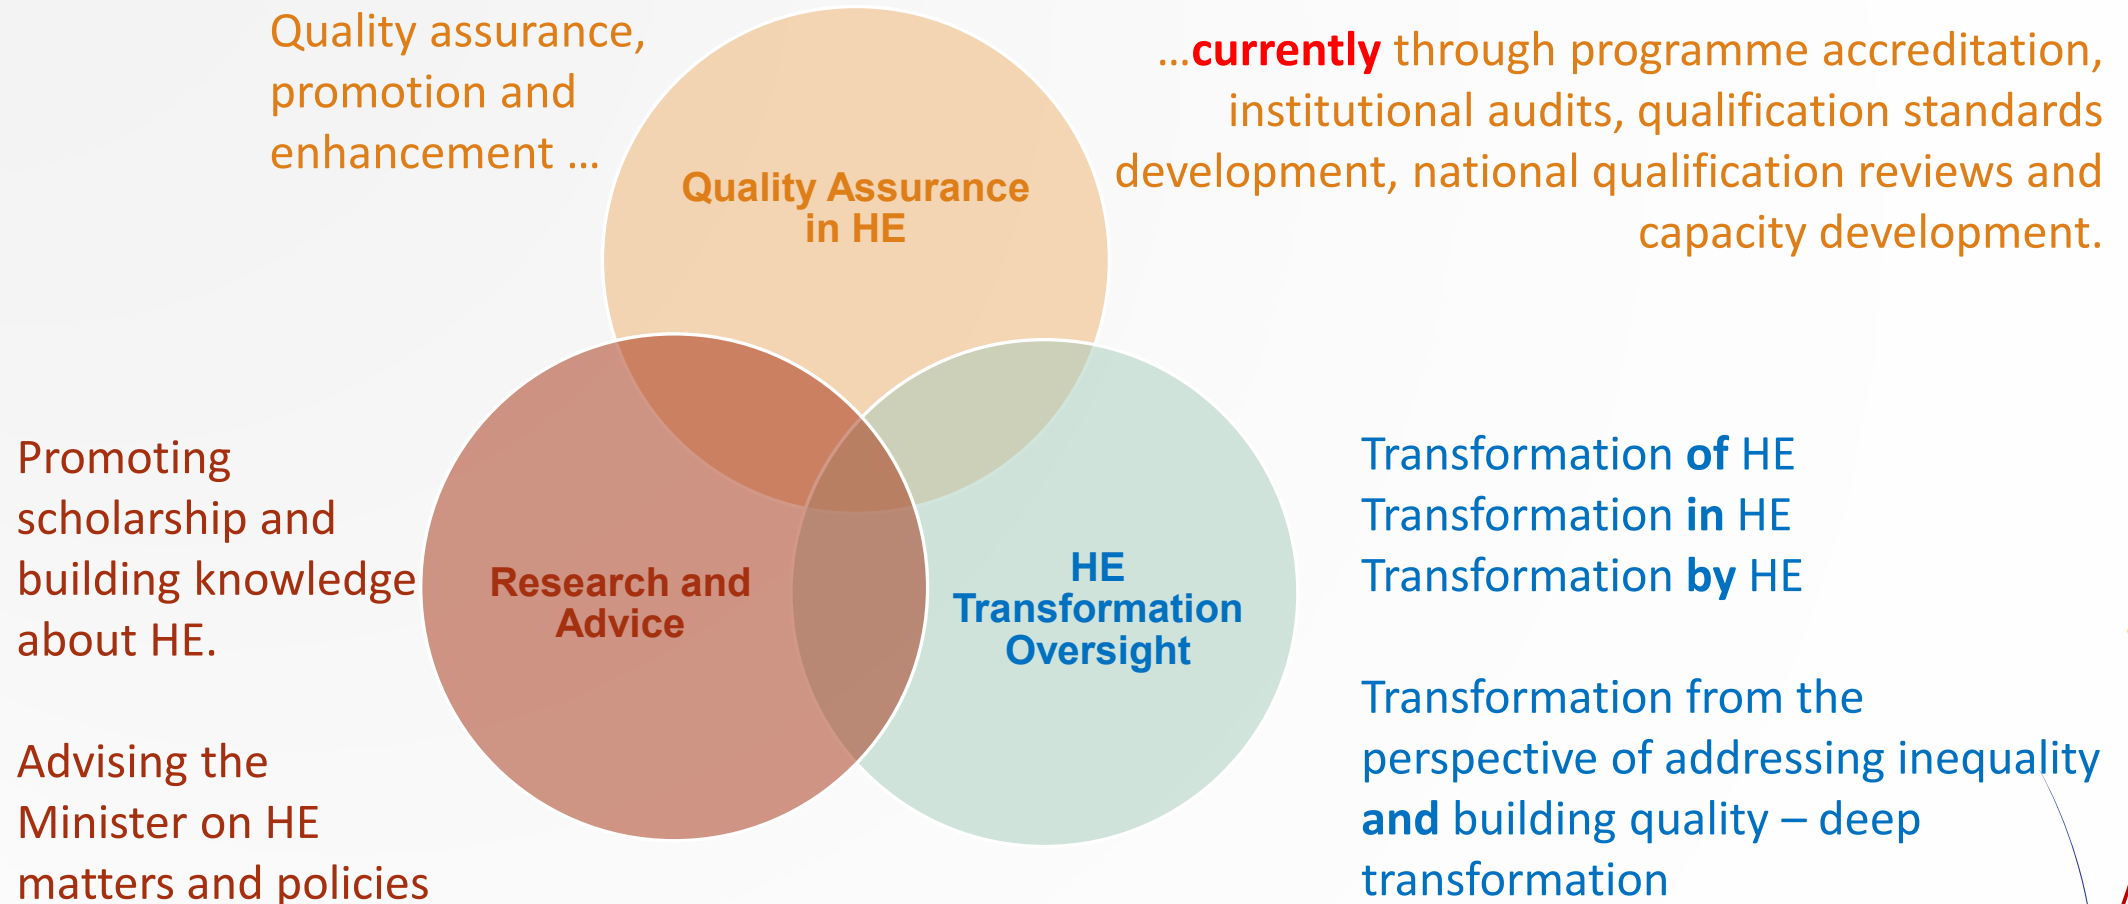 Quality assurance,
promotion and
enhancement ...
...currently through programme accreditation,
institutional audits, qualification standards
development, national qualification reviews and
capacity development.
Quality Assurance
in HE
Promoting
scholarship and
building knowledge
about HE.
Advising the
Minister on HE
matters and policies
Research and
Advice
HE
Transformation
Oversight
Transformation of HE
Transformation in HE
Transformation by HE
Transformation from the
perspective of addressing inequality
and building quality – deep
transformation